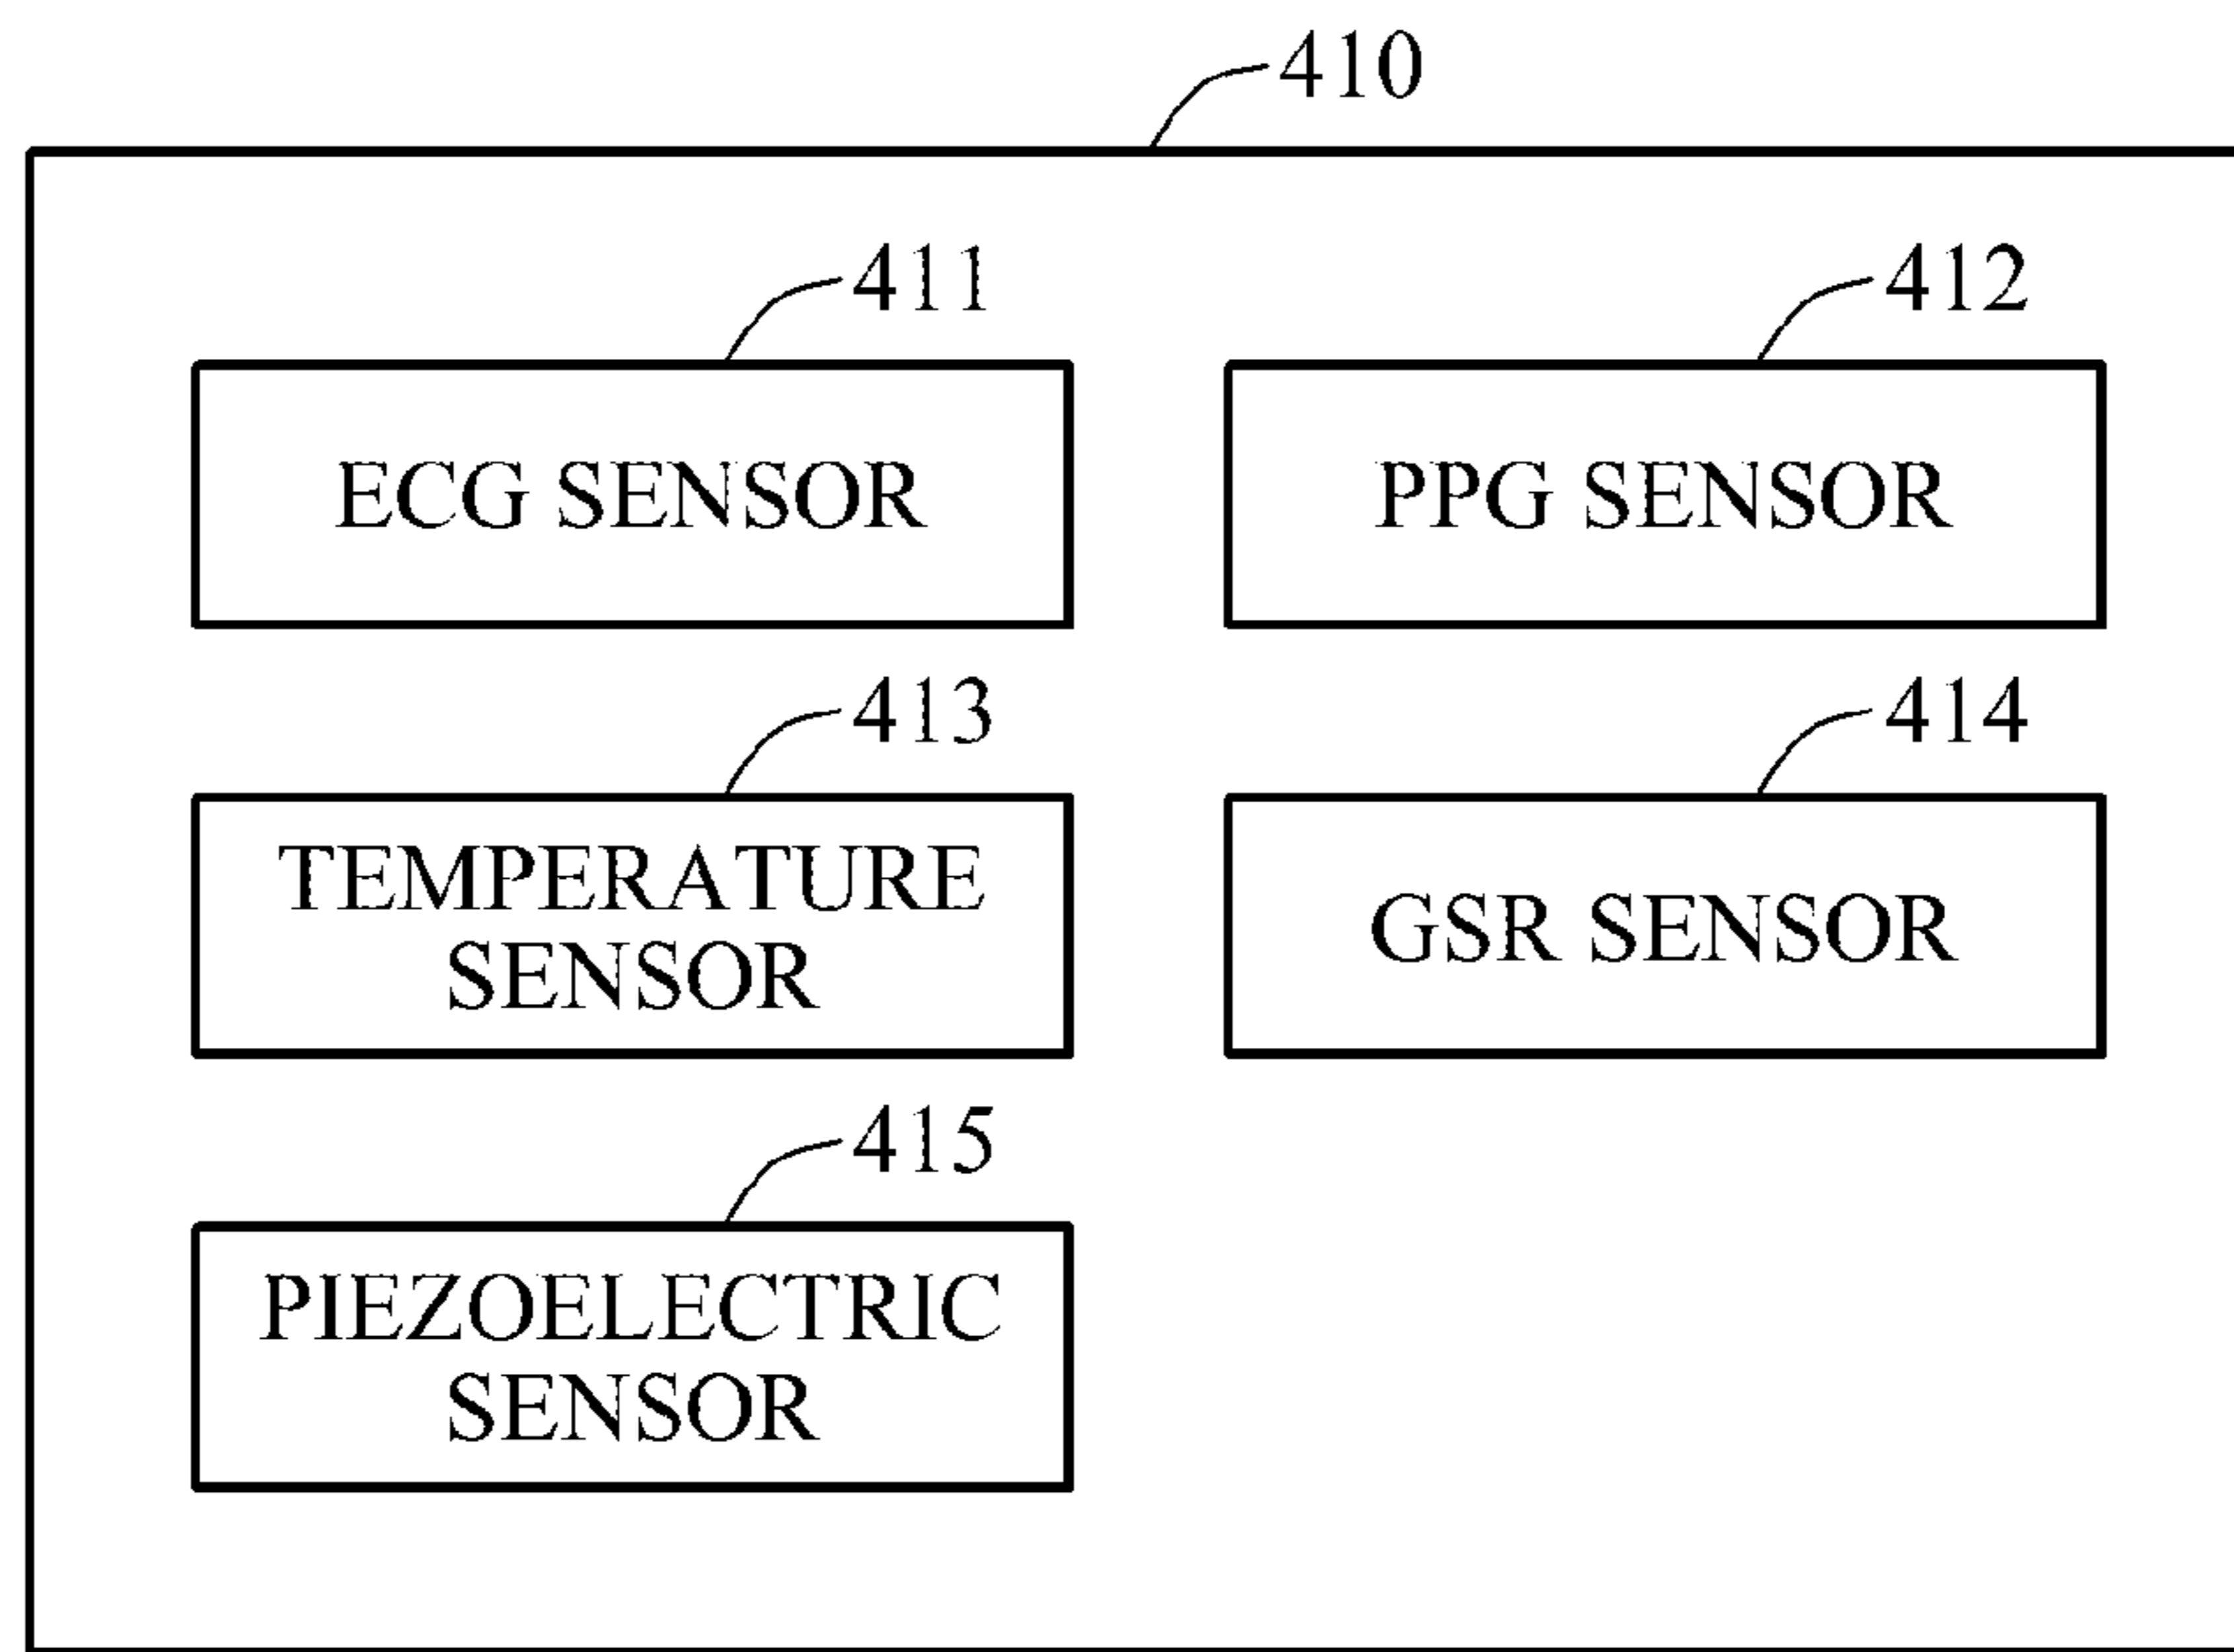 410
411
412
ECG SENSOR
PPG SENSOR
413
414
TEMPERATURE
SENSOR
GSR SENSOR
415
PIEZOELECTRIC
SENSOR